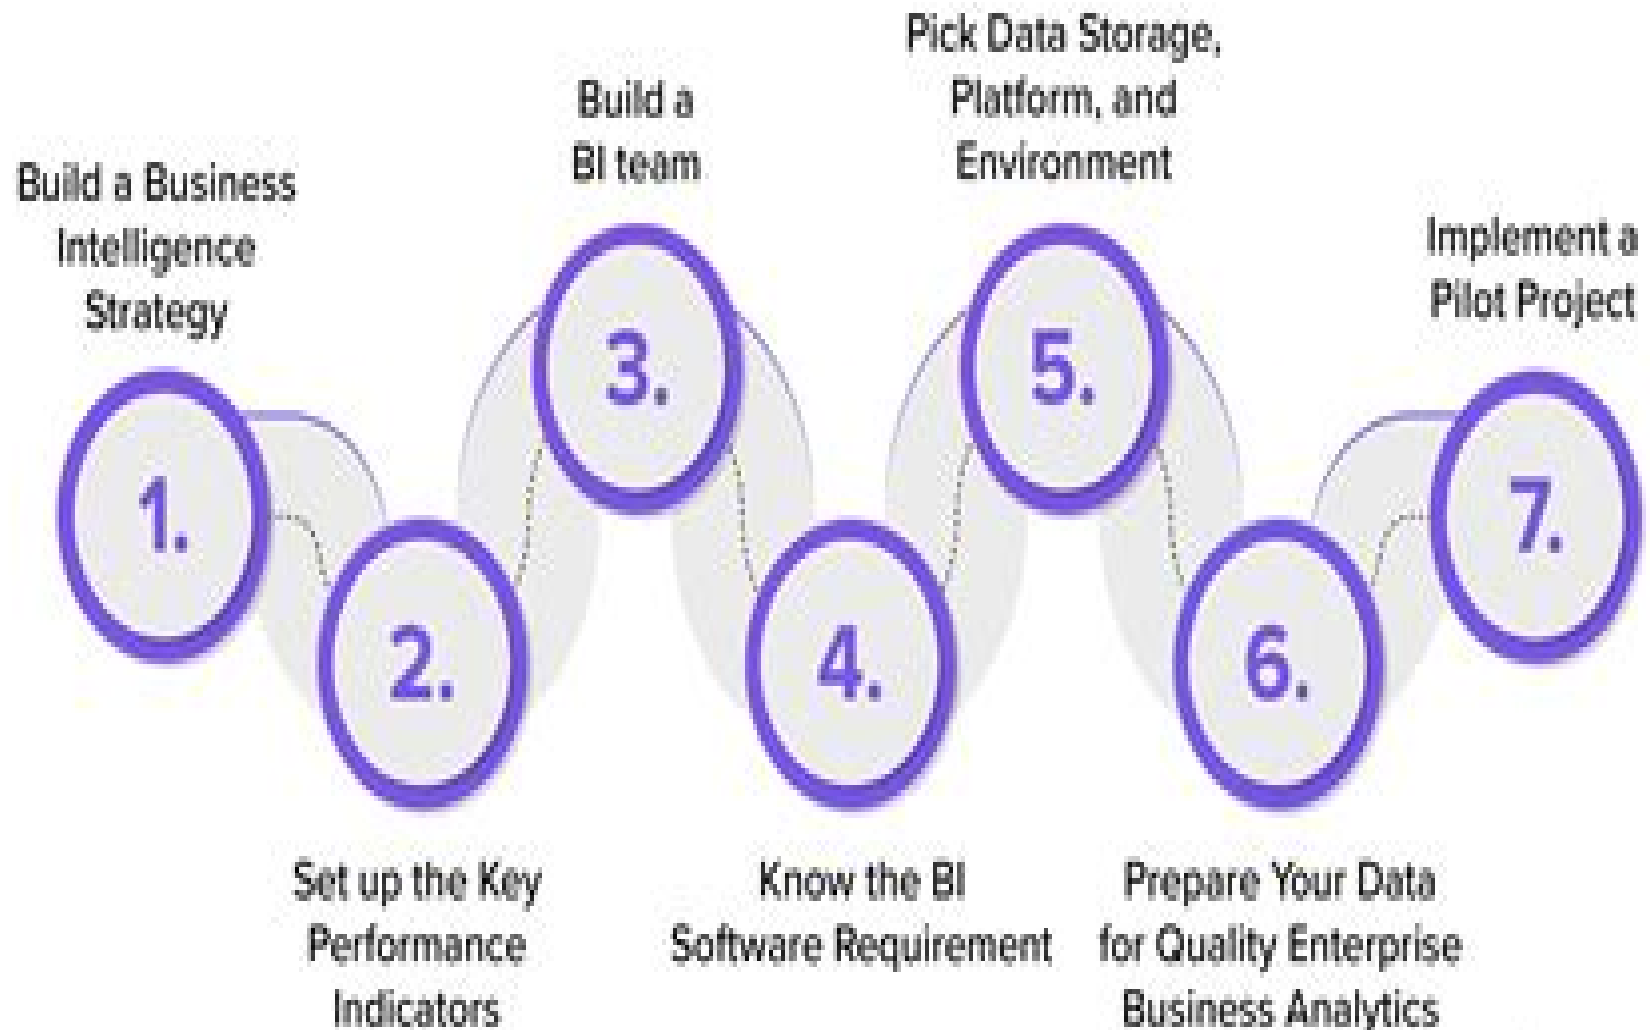 Build a Business
Intelligence
Strategy
1.
2.
Set up the Key
Performance
Indicators
Build a
BI team
3.
4.
Know the BI
Software Requirement
Pick Data Storage,
Platform, and
Environment
5.
6.
Prepare Your Data
for Quality Enterprise
Business Analytics
Implement a
Pilot Project
7.